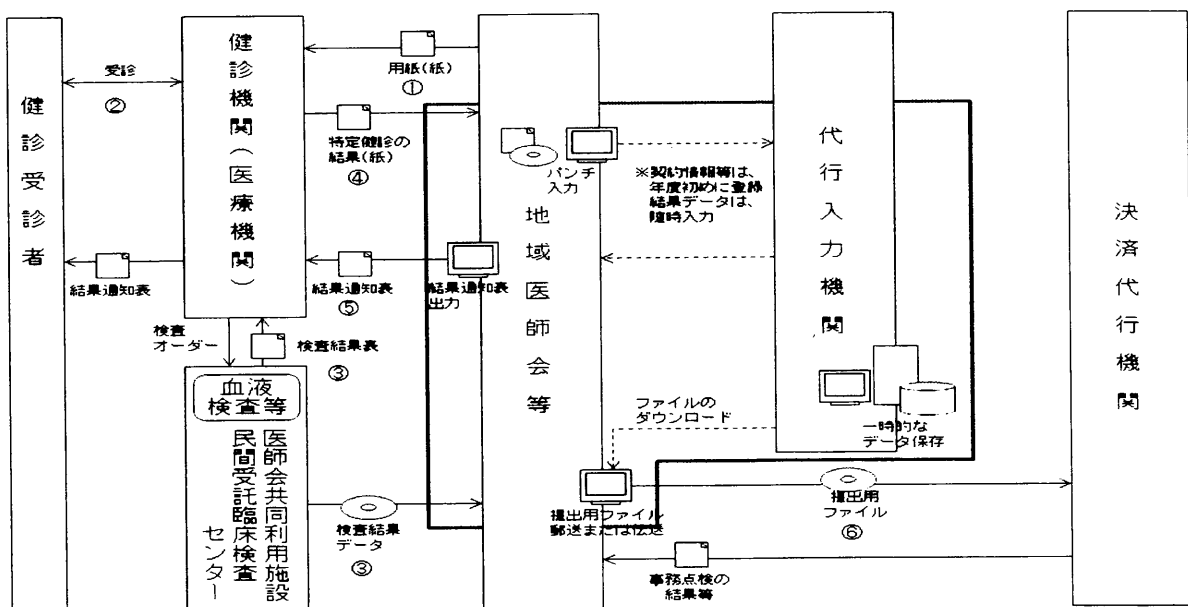 健診受診者
受診
②
健診機関(医療機関)
用紙(紙)
①
特定健診の
結果(紙)
④
結果通知表
結果通知表
⑤
結果通知表
出力
検査
オーダー
検査結果表
③
血液
検査等
医師会共同利用施設
民間受託臨床検査
センター
検査結果
データ
③
地域医師会等
パンチ
入力
※契約情報等は、
年度初めに登録
結果データは、
随時入力
代行入力機関
一時的な
データ保存
ファイルの
ダウンロード
提出用ファイル
郵送または伝送
提出用
ファイル
⑥
事務点検の
結果等
決済代行機関